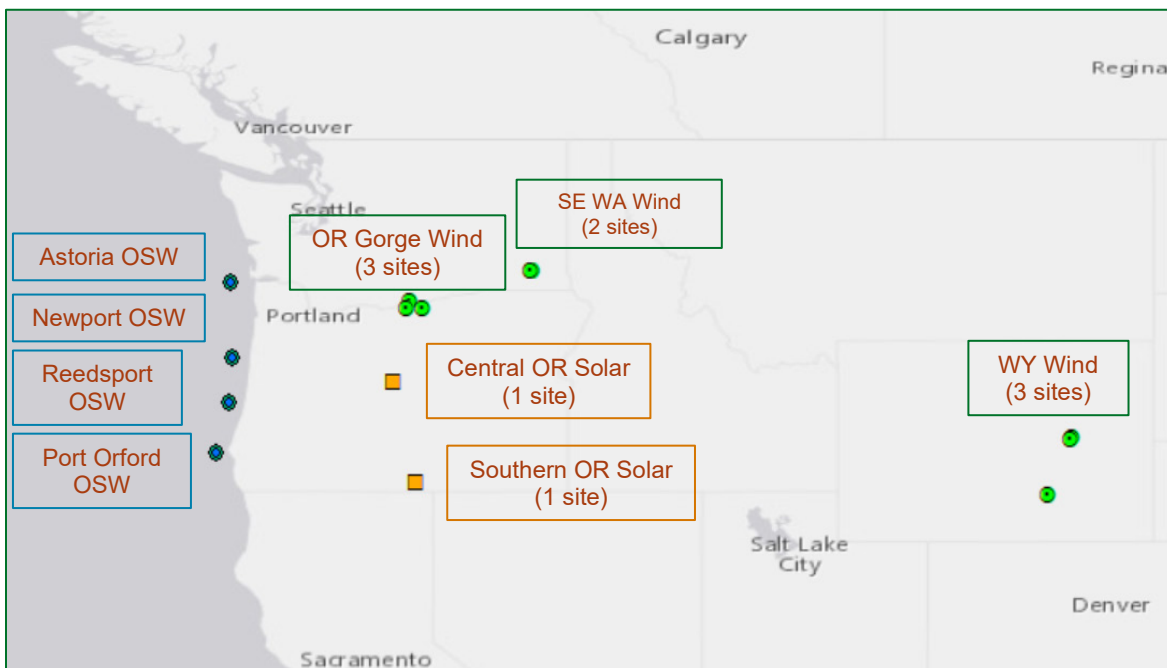 Calgary
Regina
Vancouver
SE WA Wind
(2 sites)
Seattle
OR Gorge Wind
(3 sites)
Astoria OSW
Newport OSW
Portland
Reedsport
OSW
Central OR Solar
(1 site)
WY Wind
(3 sites)
Port Orford
OSW
Southern OR Solar
(1 site)
Salt Lake
City
Denver
Sacramento